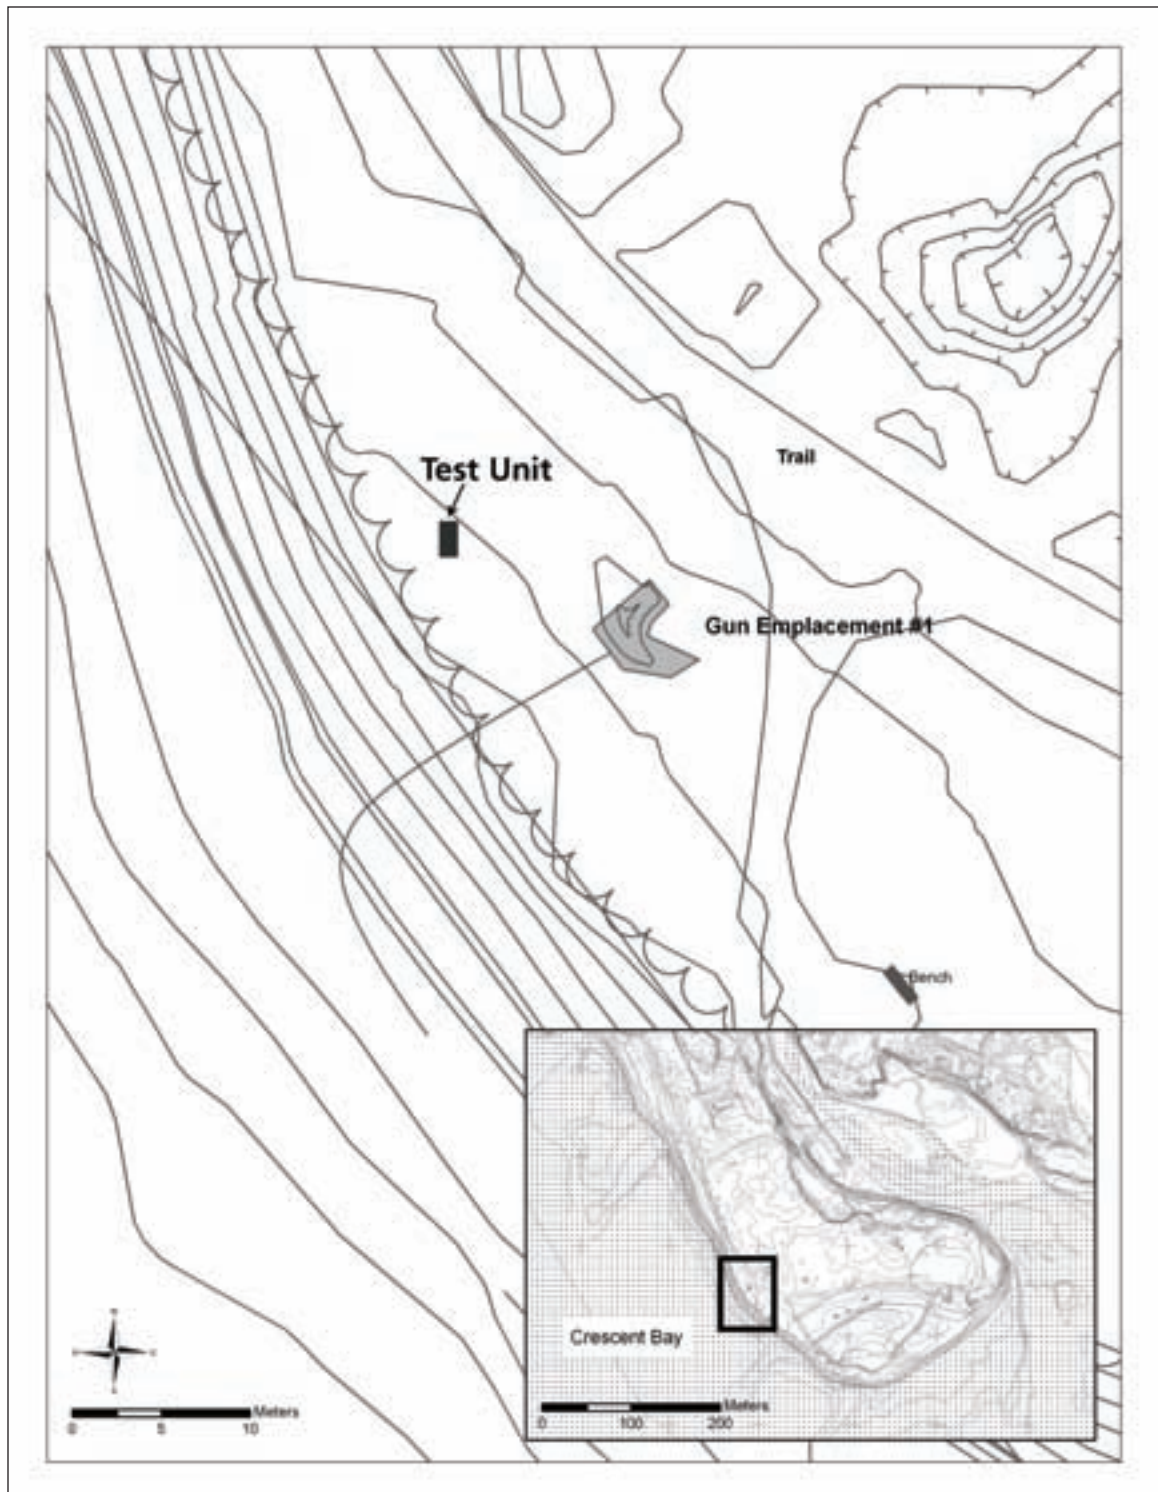 Test Unit
Trail
Gun Emplacement #1
Bench
Crescent Bay
Meters
0 100 200
Meters
0 5 10